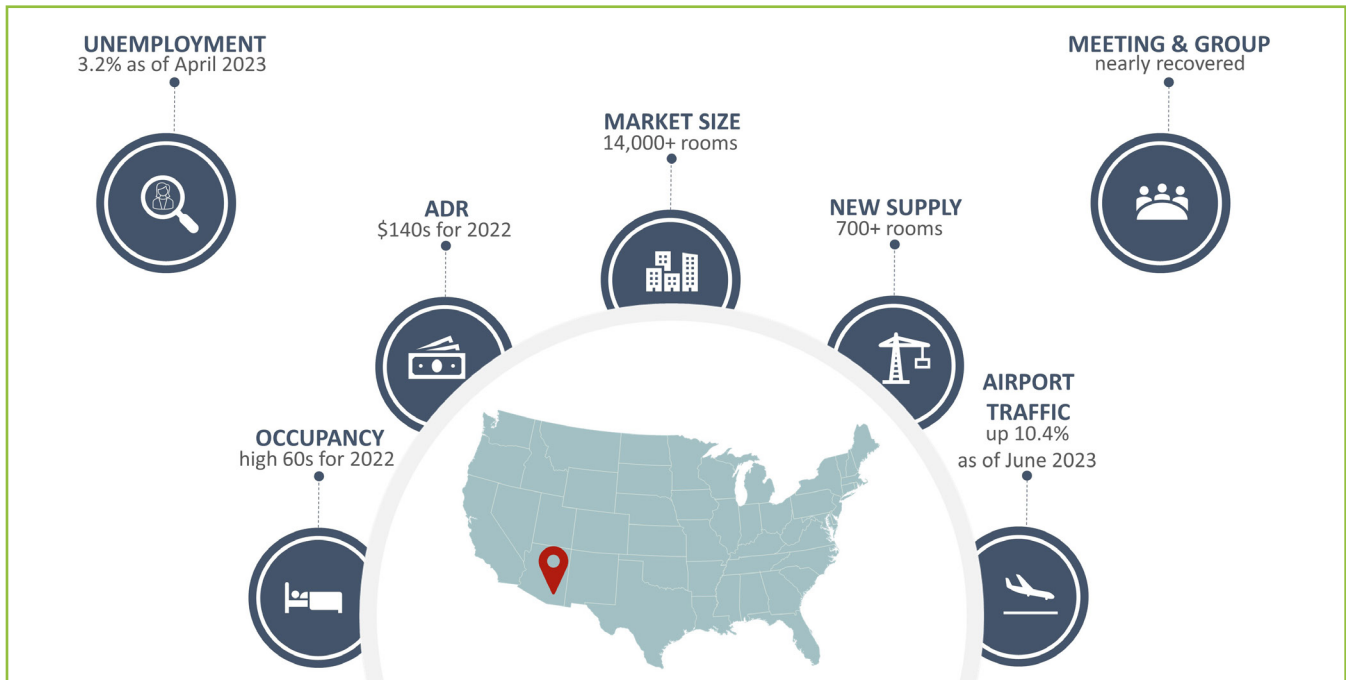 UNEMPLOYMENT
3.2% as of April 2023
MEETING & GROUP
nearly recovered
MARKET SIZE
14,000+ rooms
ADR
$140s for 2022
NEW SUPPLY
700+ rooms
AIRPORT
TRAFFIC
up 10.4%
as of June 2023
OCCUPANCY
high 60s for 2022